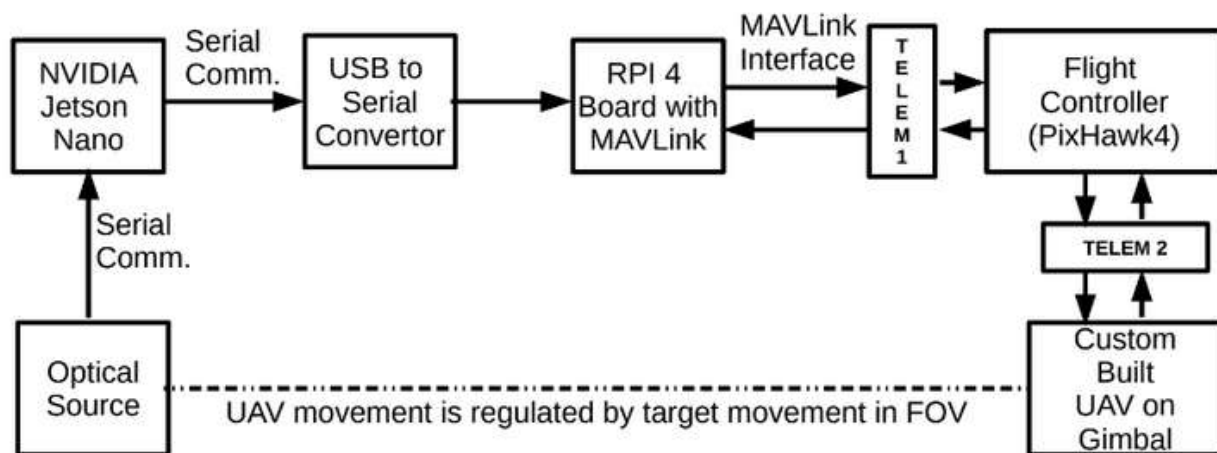 NVIDIA
Jetson
Nano
Serial
Comm.
USB to
Serial
Convertor
RPI 4
Board with
MAVLink
MAVLink
Interface
TELEM1
Flight
Controller
(PixHawk4)
TELEM 2
Serial
Comm.
Optical
Source
UAV movement is regulated by target movement in FOV
Custom
Built
UAV on
Gimbal